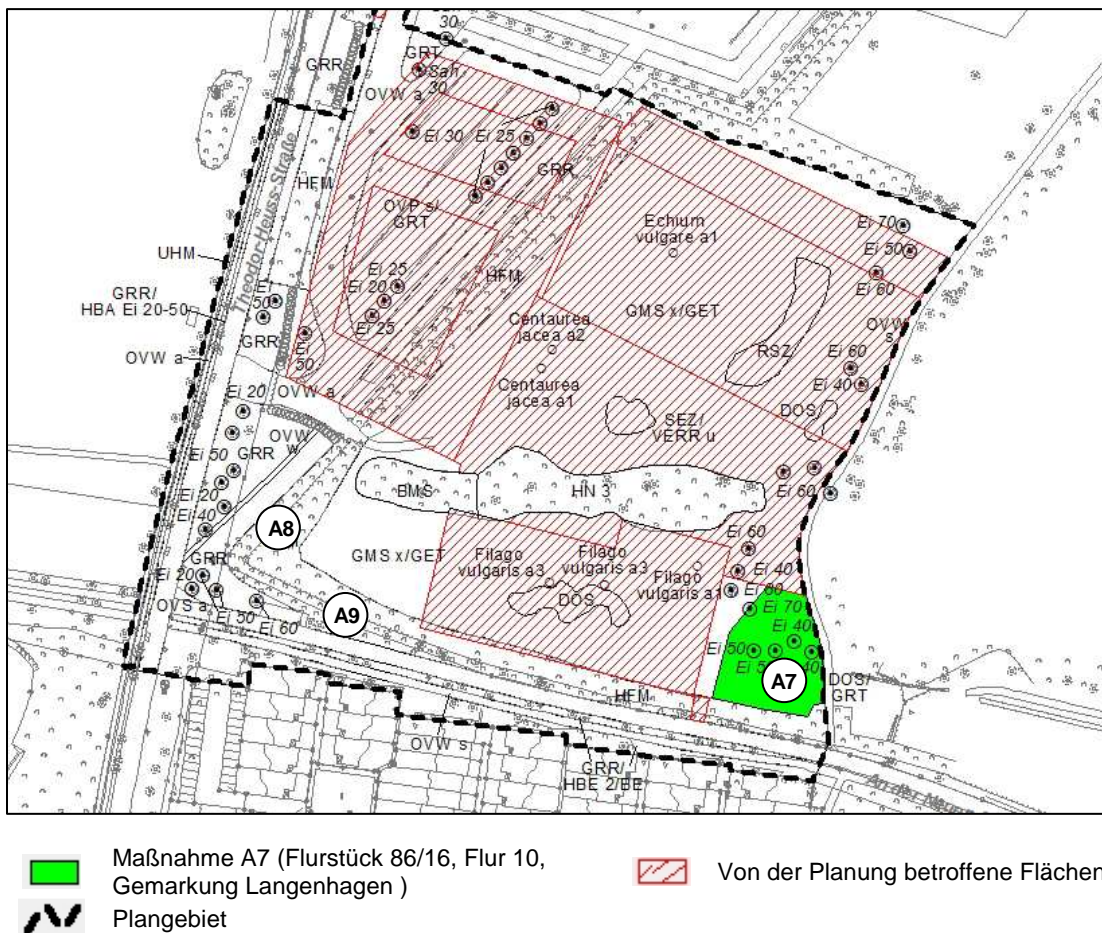 30
GRT
GRR
Sah
30
OVW a
Ei 30
Ei 25
GRR
HFM
OVP s/
GRT
Theodor-Heuss-Straße
UHM
HFM
Echium
vulgare a1
Ei 70
Ei 50
Ei 60
Ei 25
Ei 20
Ei 25
GMS x/GET
GRR/
HBA Ei 20-50
Ei
50
GRR
Centaurea
jacea a2
OVW
s
RSZ
OVW a
Ei
50
Ei 60
Ei 40
Centaurea
jacea a1
Ei 20
OVW a
DOS
SEZ/
VERR u
OVW
w
Ei 50
GRR
BMS
HN 3
Ei 60
Ei 20
Ei 40
A8
Ei 60
GRR
GMS x/GET
Filago
vulgaris a3
Filago
vulgaris a3
Filago
vulgaris a1
Ei 40
Ei 20
Ei 60
OVS a
DOS
Ei 70
Ei 50
Ei 60
A9
Ei 40
Ei 50
A7
HFM
DOS/
GRT
OVW s
GRR/
HBE 2/BE
Maßnahme A7 (Flurstück 86/16, Flur 10,
Gemarkung Langenhagen )
Von der Planung betroffene Flächen
Plangebiet